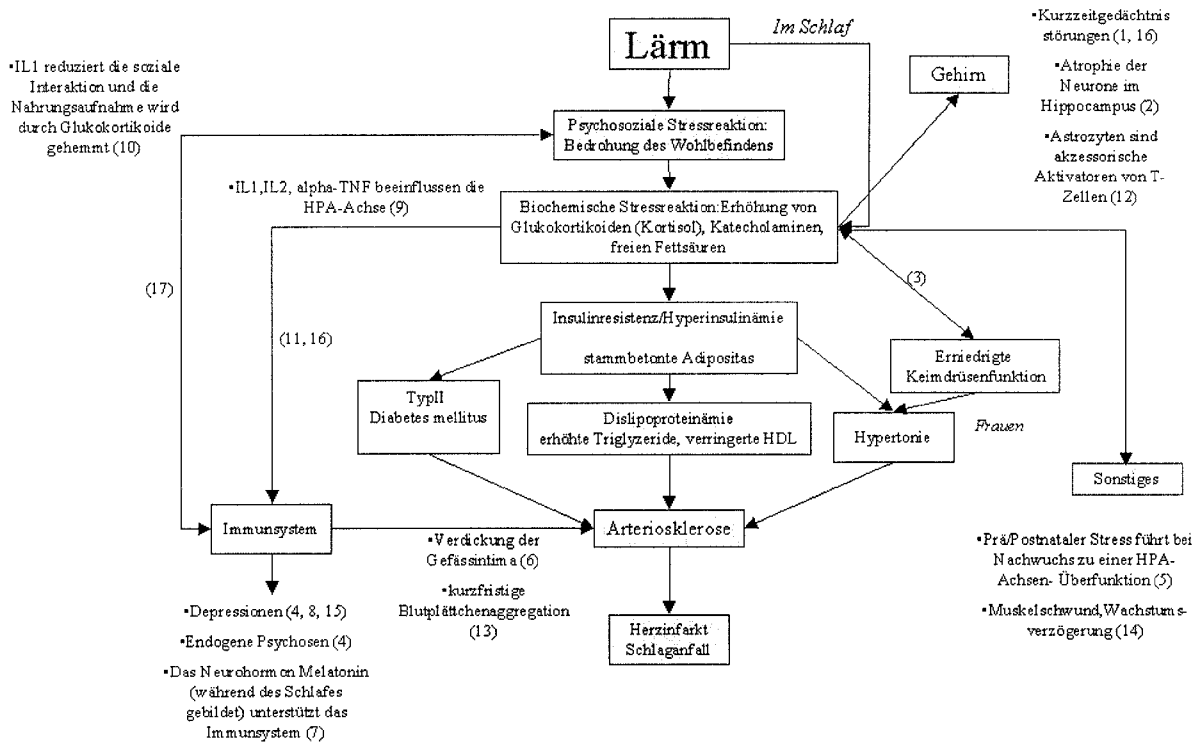 Lärm
Im Schlaf
▪Kurzzeitgedächtnis
störungen (1, 16)
Gehirn
▪Atrophie der
Neurone im
Hippocampus (2)
▪Astrozyten sind
akzessorische
Aktivatoren von T-
Zellen (12)
▪IL1 reduziert die soziale
Interaktion und die
Nahrungsaufnahme wird
durch Glukokortikoide
gehemmt (10)
Psychosoziale Stressreaktion:
Bedrohung des Wohlbefindens
▪IL1,IL2, alpha-TNF beeinflussen die
HPA-Achse (9)
Biochemische Stressreaktion:Erhöhung von
Glukokortikoiden (Kortisol), Katecholaminen,
freien Fettsäuren
(17)
(11, 16)
(3)
Insulinresistenz/Hyperinsulinämie
stammbetonte Adipositas
Erniedrigte
Keimdrüsenfunktion
TypII
Diabetes mellitus
Dislipoproteinämie
erhöhte Triglyzeride, verringerte HDL
Hypertonie
Frauen
Sonstiges
Immunsystem
Arteriosklerose
▪Verdickung der
Gefässintima (6)
▪kurzfristige
Blutplättchenaggregation
(13)
Herzinfarkt
Schlaganfall
▪Prä/Postnataler Stress führt bei
Nachwuchs zu einer HPA-
Achsen- Überfunktion (5)
▪Muskelschwund,Wachstums-
verzögerung (14)
▪Depressionen (4, 8, 15)
▪Endogene Psychosen (4)
▪Das Neurohormon Melatonin
(während des Schlafes
gebildet) unterstützt das
Immunsystem (7)